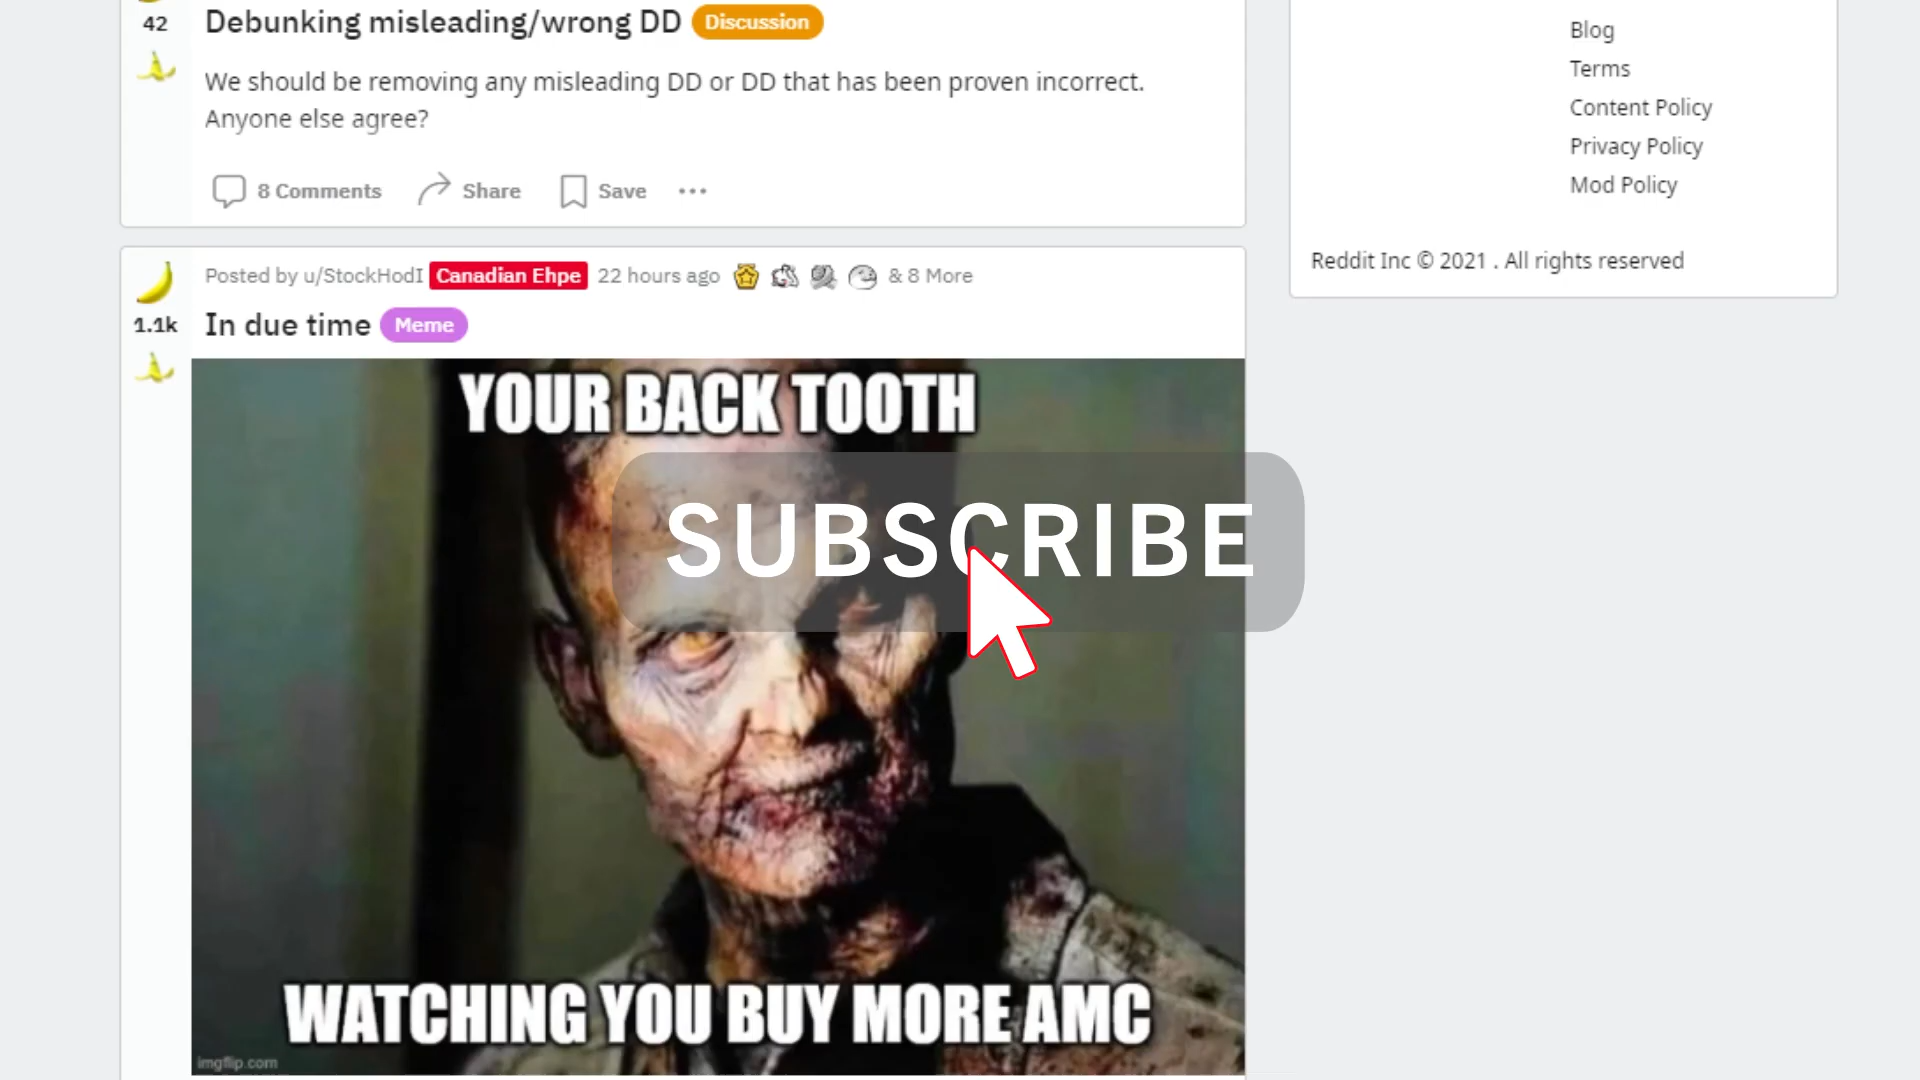 42
Debunking misleading/wrong DD Discussion
We should be removing any misleading DD or DD that has been proven incorrect.
Anyone else agree?
8 Comments Share Save
Posted by u/StockHodI Canadian Ehpe 22 hours ago & 8 More
1.1k
In due time Meme
YOUR BACK TOOTH
SUBSCRIBE
WATCHING YOU BUY MORE AMC
imgflip.com
Blog
Terms
Content Policy
Privacy Policy
Mod Policy
Reddit Inc © 2021 . All rights reserved